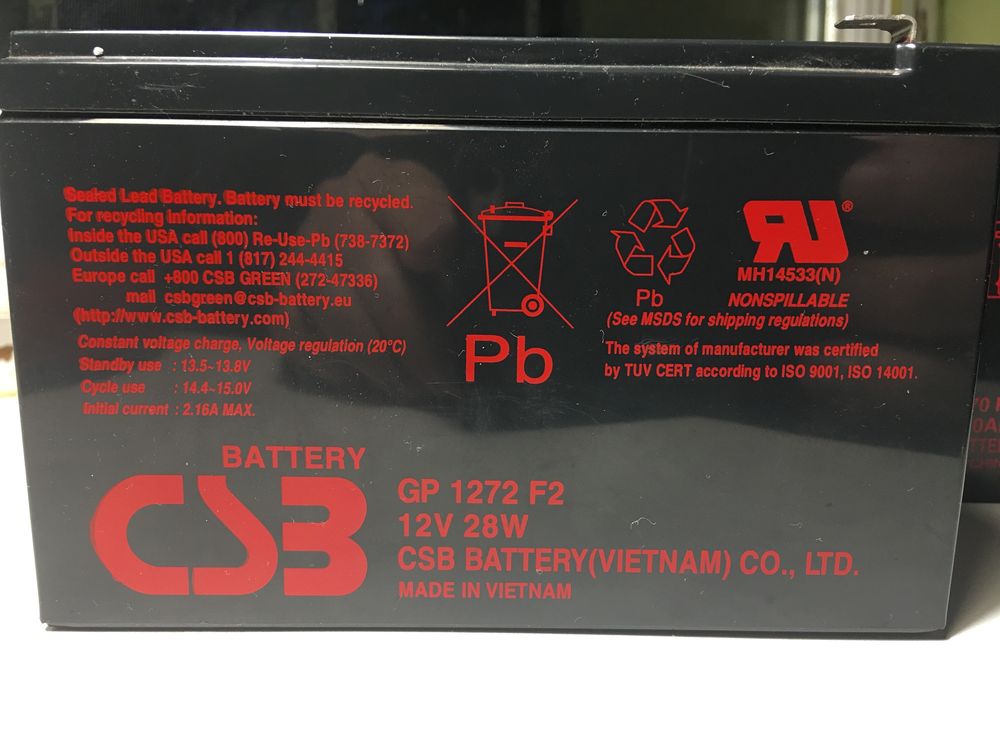 Sealed Lead Battery. Battery must be recycled.
For recycling information:
Inside the USA call (800) Re-Use-Pb (738-7372)
Outside the USA call 1 (817) 244-4415
Europe call +800 CSB GREEN (272-47336)
mail csbgreen@csb-battery.eu
(http://www.csb-battery.com)
Constant voltage charge, Voltage regulation (20°C)
Standby use : 13.5~13.8V
Cycle use : 14.4~15.0V
Initial current : 2.16A MAX.
Pb
Pb
RU®
MH14533(N)
NONSPILLABLE
(See MSDS for shipping regulations)
The system of manufacturer was certified
by TUV CERT according to ISO 9001, ISO 14001.
BATTERY
CSB
GP 1272 F2
12V 28W
CSB BATTERY(VIETNAM) CO., LTD.
MADE IN VIETNAM